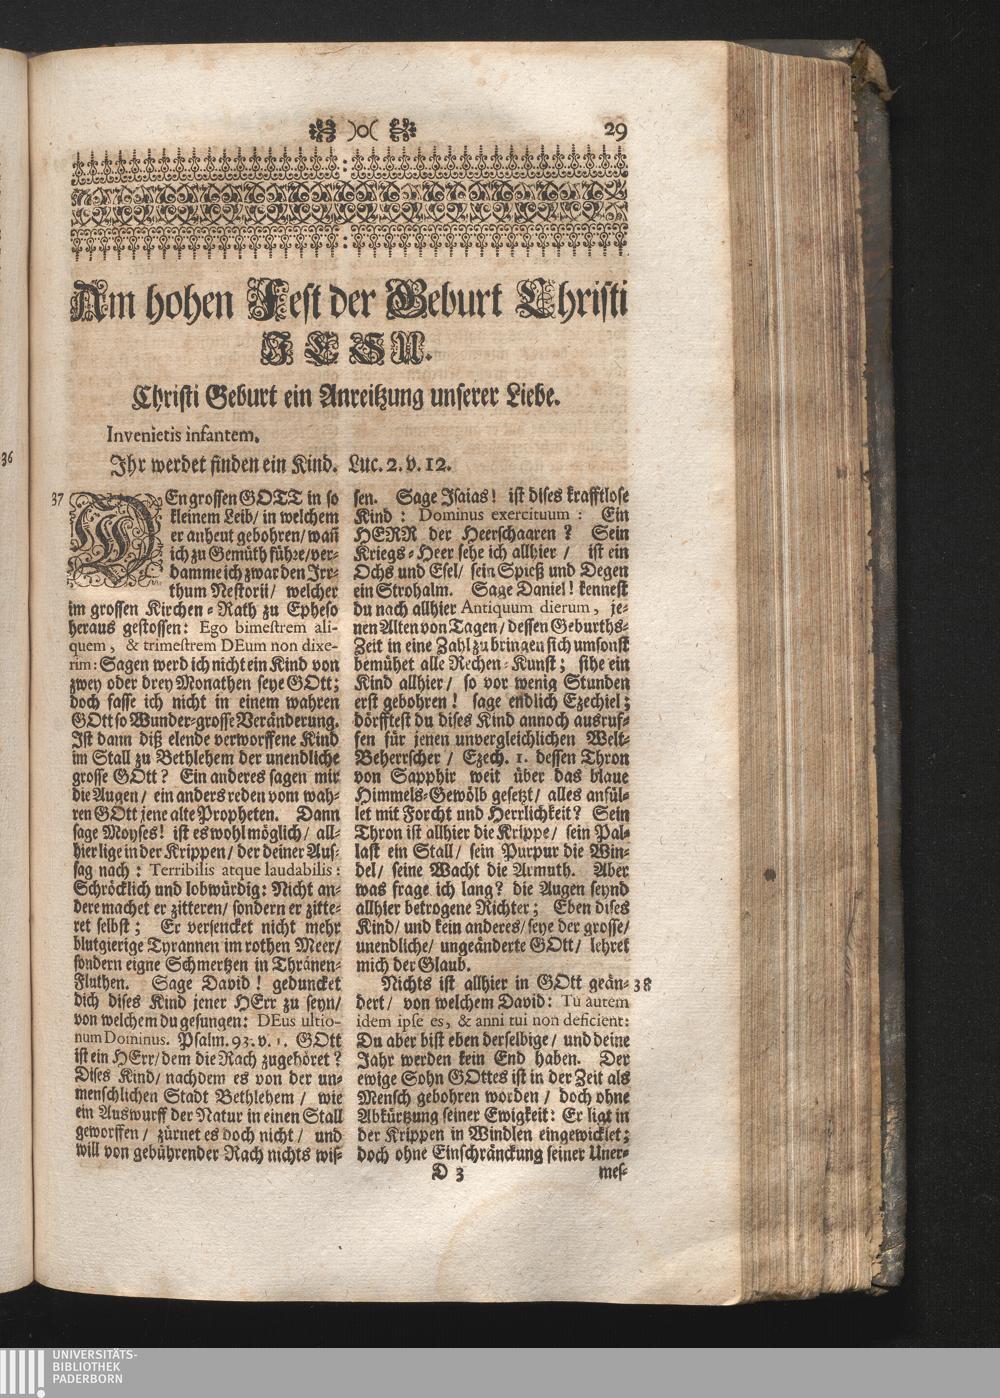 )o(
29
Am hohen Fest der Geburt Christi
JESU.
Christi Geburt ein Anreitzung unserer Liebe.
Invenietis infantem.
Ihr werdet finden ein Kind. Luc. 2. v. 12.
36
37
DEn grossen GOTT in so
kleinem Leib/ in welchem
er anheut gebohren/ wañ
ich zu Gemüth führe/ ver-
damme ich zwar den Irr-
thum Nestorii/ welcher
im grossen Kirchen-Rath zu Epheso
heraus gestossen: Ego bimestrem ali-
quem, & trimestrem DEum non dixe-
rim: Sagen werd ich nicht ein Kind von
zwey oder drey Monathen seye GOtt;
doch fasse ich nicht in einem wahren
GOtt so Wunder-grosse Veränderung.
Ist dann diß elende verworffene Kind
im Stall zu Bethlehem der unendliche
grosse GOtt? Ein anderes sagen mir
die Augen/ ein anders reden vom wah-
ren GOtt jene alte Propheten. Dann
sage Moyses! ist es wohl möglich/ all-
hier lige in der Krippen/ der deiner Aus-
sag nach: Terribilis atque laudabilis:
Schröcklich und lobwürdig: Nicht an-
dere machet er zitteren/ sondern er zitte-
ret selbst; Er versencket nicht mehr
blutgierige Tyrannen im rothen Meer/
sondern eigne Schmertzen in Thränen-
Fluthen. Sage David! geduncket
dich dises Kind jener HErr zu seyn/
von welchem du gesungen: DEus ultio-
num Dominus. Psalm. 93. v. 1. GOtt
ist ein HErr/ dem die Rach zugehöret?
Dises Kind/ nachdem es von der un-
menschlichen Stadt Bethlehem/ wie
ein Auswurff der Natur in einen Stall
geworffen/ zürnet es doch nicht/ und
will von gebührender Rach nichts wis-
sen. Sage Isaias! ist dises krafftlose
Kind: Dominus exercituum: Ein
HERR der Heerschaaren? Sein
Kriegs-Heer sehe ich allhier/ ist ein
Ochs und Esel/ sein Spieß und Degen
ein Strohalm. Sage Daniel! kennest
du nach allhier Antiquum dierum, je-
nen Alten von Tagen/ dessen Geburths-
Zeit in eine Zahl zu bringen sich umsonst
bemühet alle Rechen-Kunst; sihe ein
Kind allhier/ so vor wenig Stunden
erst gebohren! sage endlich Ezechiel;
dörfftest du dises Kind annoch ausruf-
fen für jenen unvergleichlichen Welt-
Beherrscher/ Ezech. 1. dessen Thron
von Sapphir weit über das blaue
Himmels-Gewölb gesetzt/ alles anfül-
let mit Forcht und Herrlichkeit? Sein
Thron ist allhier die Krippe/ sein Pal-
last ein Stall/ sein Purpur die Win-
del/ seine Wacht die Armuth. Aber
was frage ich lang? die Augen seynd
allhier betrogene Richter; Eben dises
Kind/ und kein anderes/ seye der grosse/
unendliche/ ungeänderte GOtt/ lehret
mich der Glaub.
Nichts ist allhier in GOtt geän-
38
dert/ von welchem David: Tu autem
idem ipse es, & anni tui non deficient:
Du aber bist eben derselbige/ und deine
Jahr werden kein End haben. Der
ewige Sohn GOttes ist in der Zeit als
Mensch gebohren worden/ doch ohne
Abkürtzung seiner Ewigkeit: Er ligt in
der Krippen in Windlen eingewicklet;
doch ohne Einschränckung seiner Uner-
D 3
mes-
UNIVERSITÄTS-
BIBLIOTHEK
PADERBORN